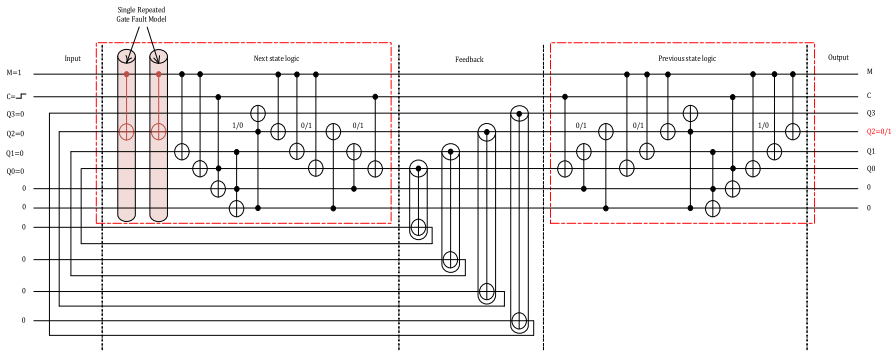 Single Repeated
Gate Fault Model
Input
Next state logic
Feedback
Previous state logic
Output
M=1
M
C=
C
Q3=0
Q3
1/0
0/1
0/1
0/1
1/0
Q2=0
Q2=0/1
Q1=0
Q1
Q0=0
Q0
0
0
0
0
0
0
0
0